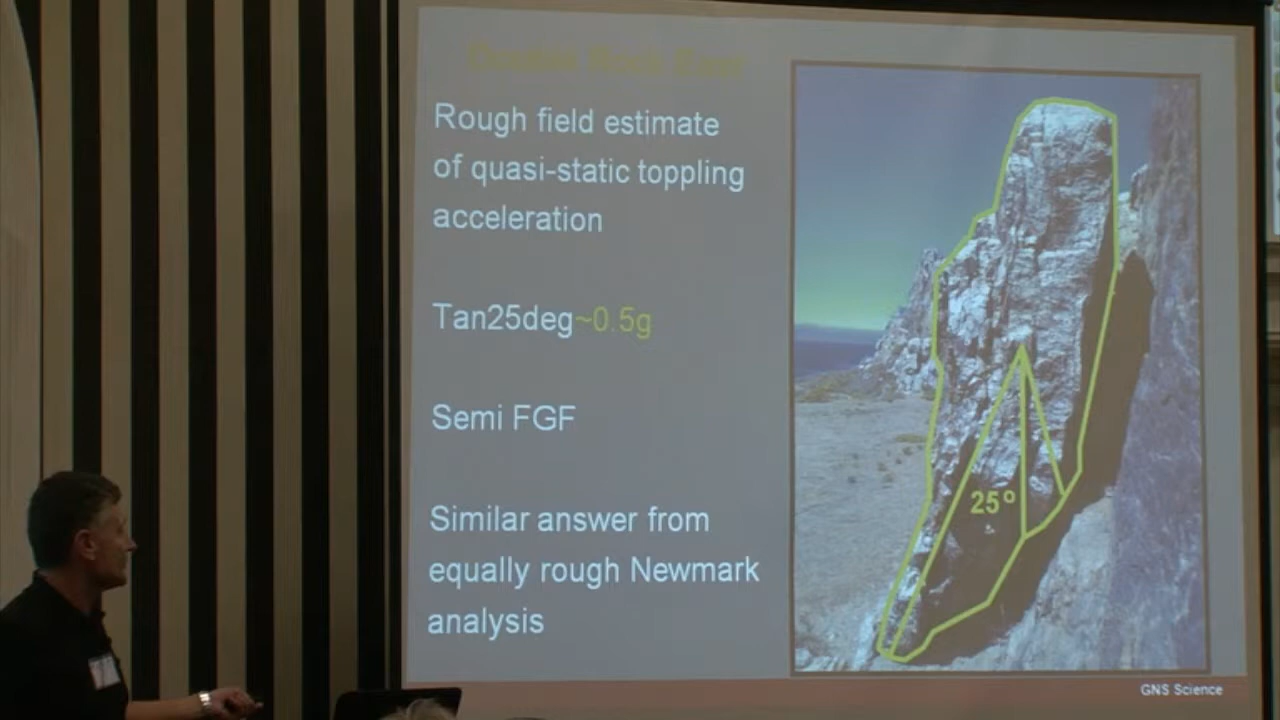 Rough field estimate
of quasi-static toppling
acceleration
Tan25deg~0.5g
Semi FGF
Similar answer from
equally rough Newmark
analysis
25º
GNS Science